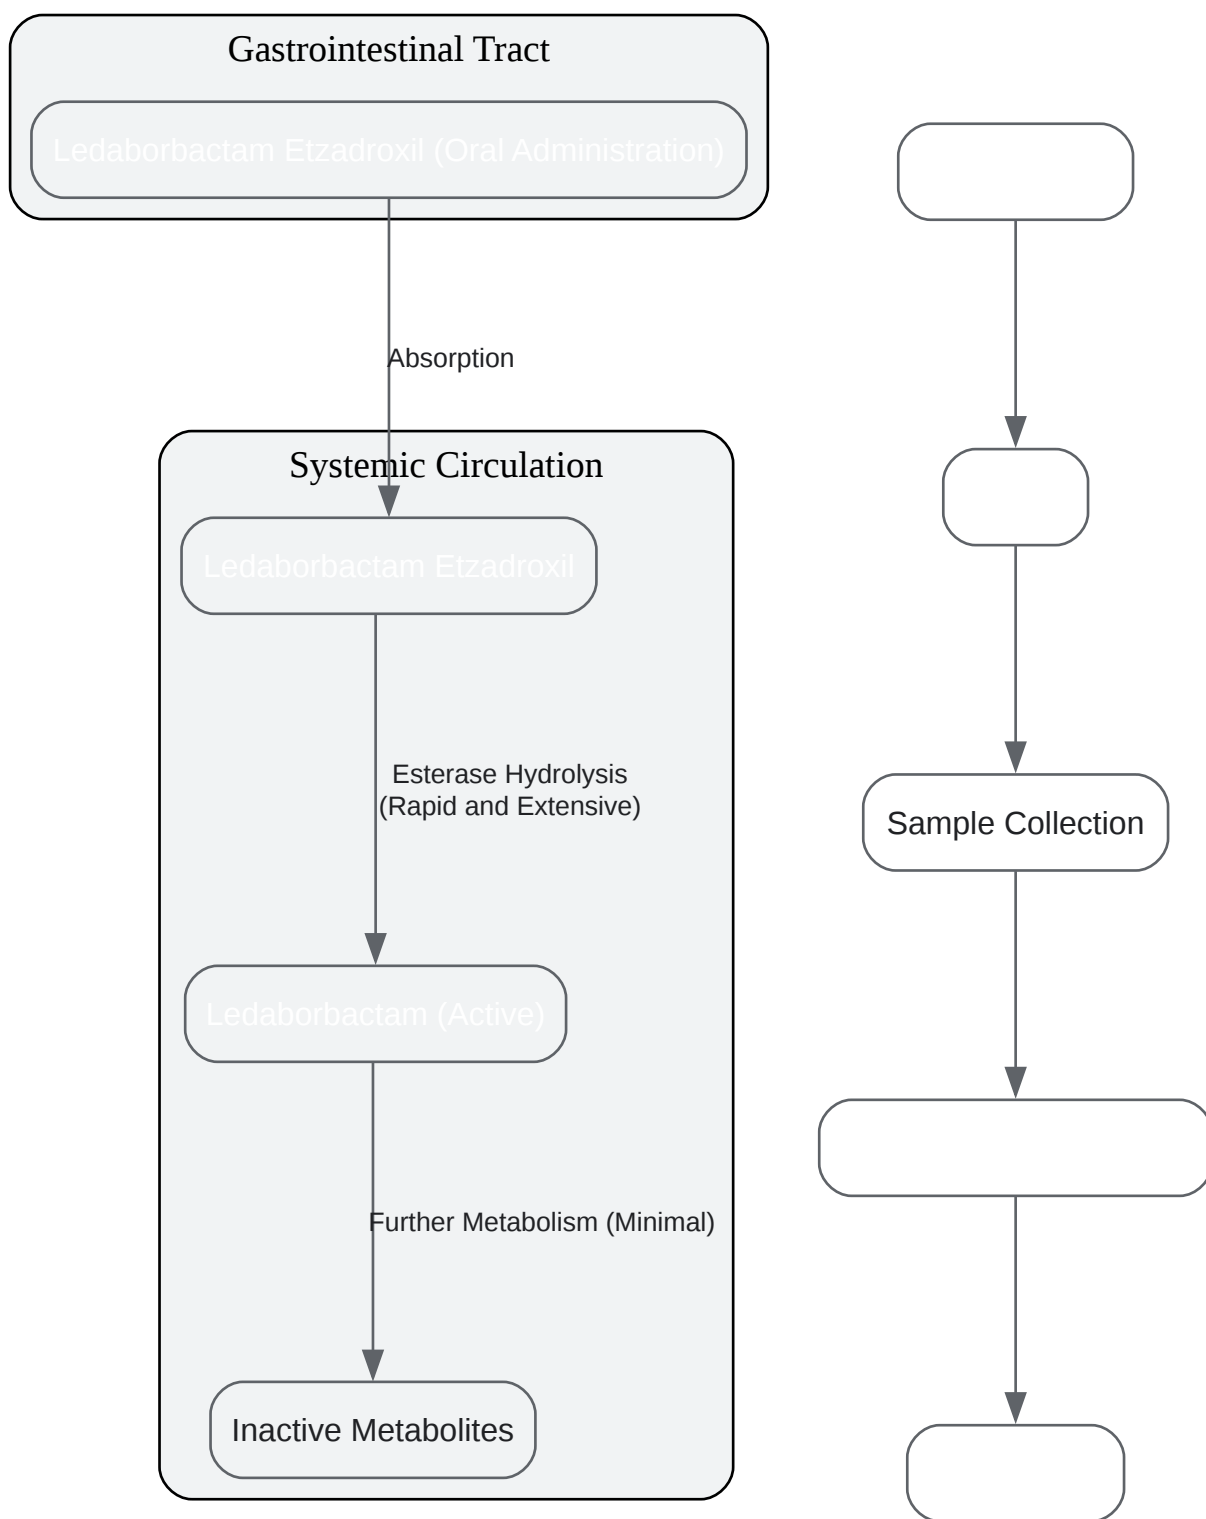 Gastrointestinal Tract
Ledaborbactam Etzadroxil (Oral Administration)
Absorption
Systemic Circulation
Ledaborbactam Etzadroxil
Esterase Hydrolysis
(Rapid and Extensive)
Ledaborbactam (Active)
Further Metabolism (Minimal)
Inactive Metabolites
Sample Collection